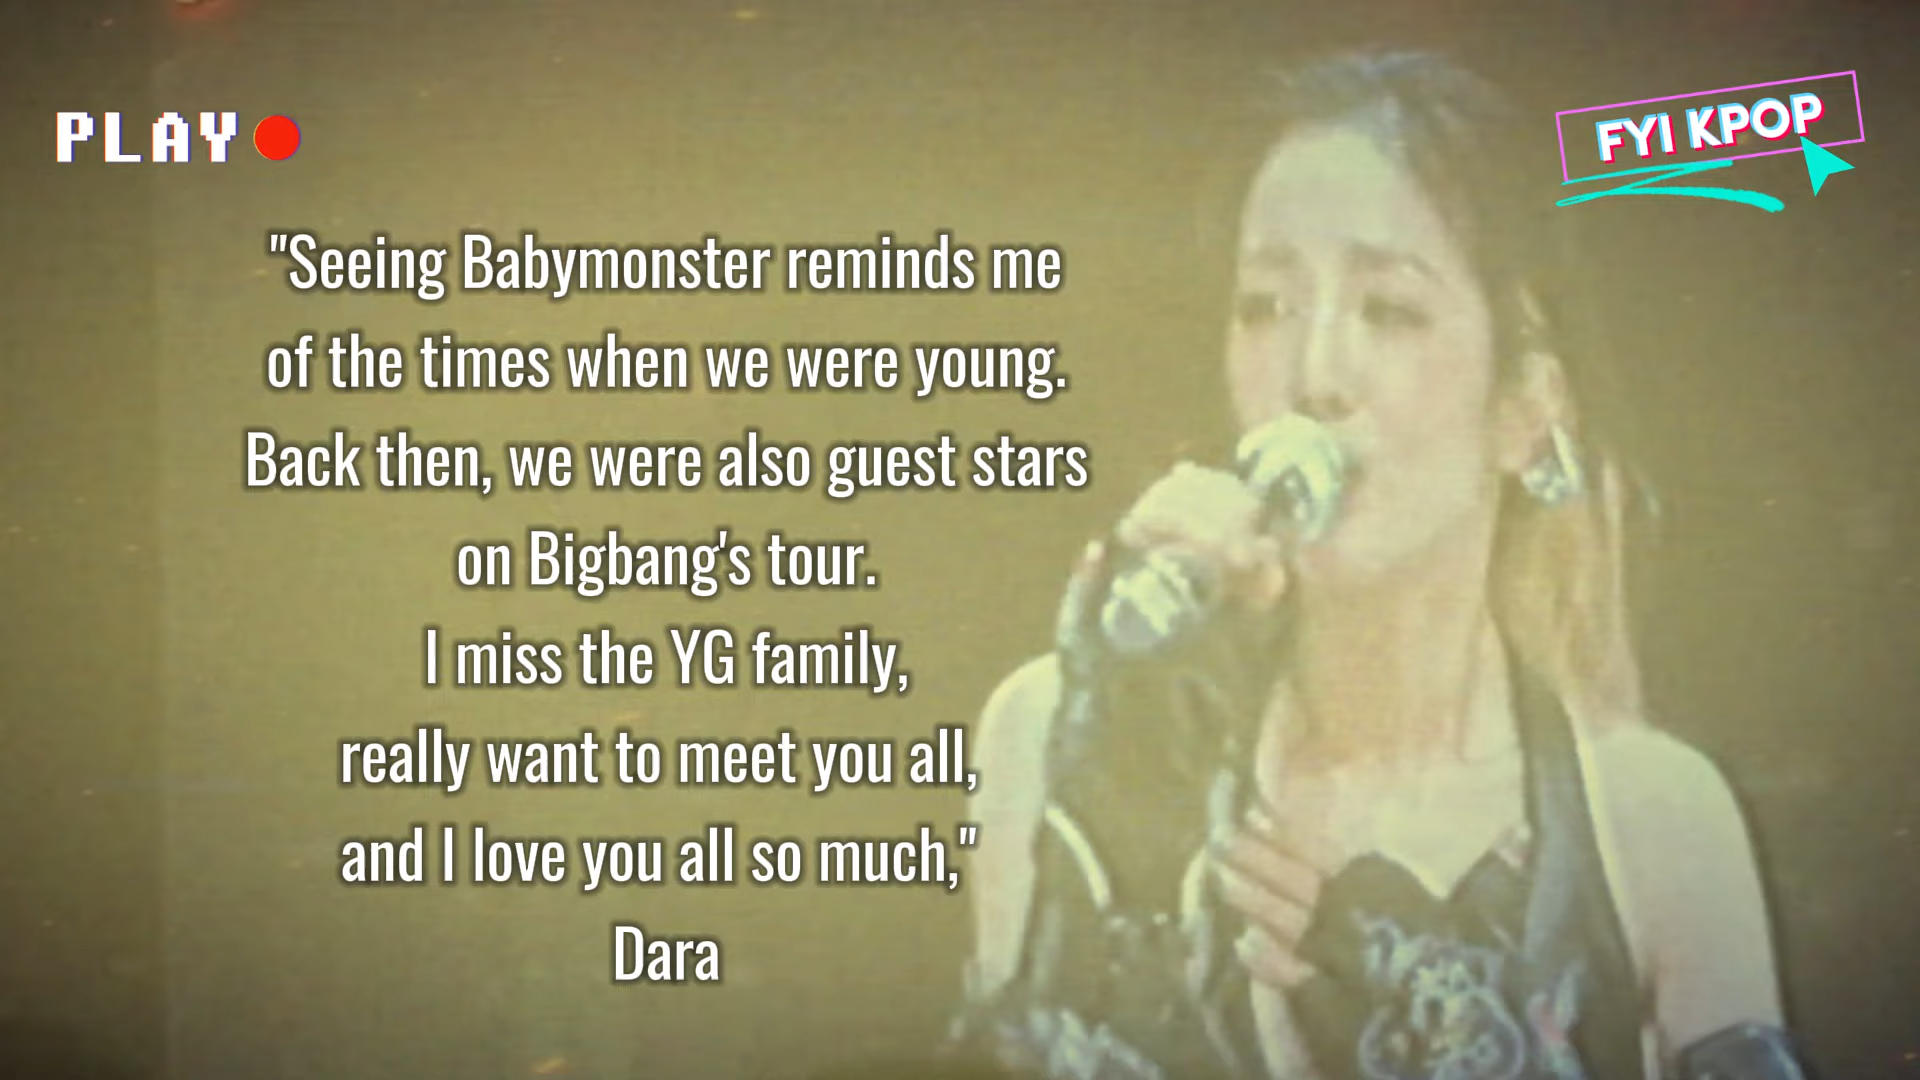 PLAY
FYI KPOP
"Seeing Babymonster reminds me
of the times when we were young.
Back then, we were also guest stars
on Bigbang's tour.
I miss the YG family,
really want to meet you all,
and I love you all so much,"
Dara